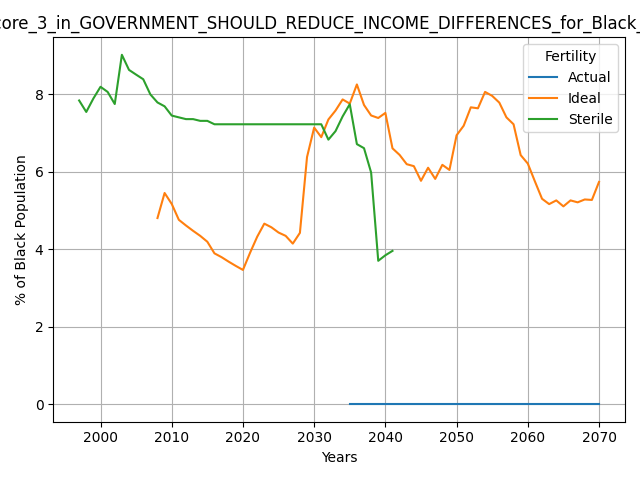 core_3_in_GOVERNMENT_SHOULD_REDUCE_INCOME_DIFFERENCES_for_Black_
Fertility
Actual
Ideal
Sterile
% of Black Population
8
6
4
2
0
2000 2010 2020 2030 2040 2050 2060 2070
Years